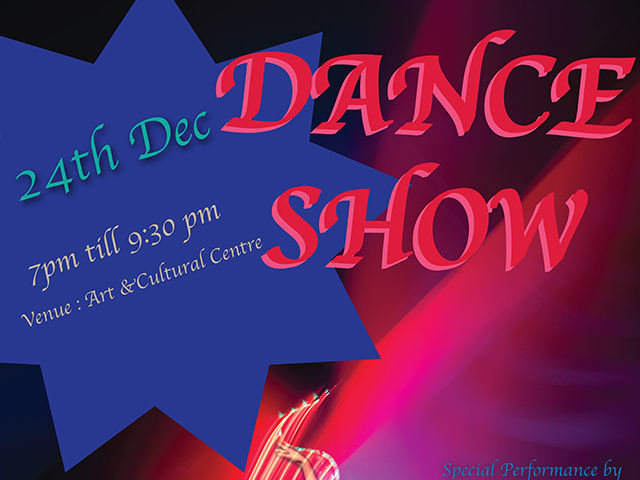 DANCE
SHOW
24th Dec
7pm till 9:30 pm
Venue : Art &Cultural Centre
Special Performance by